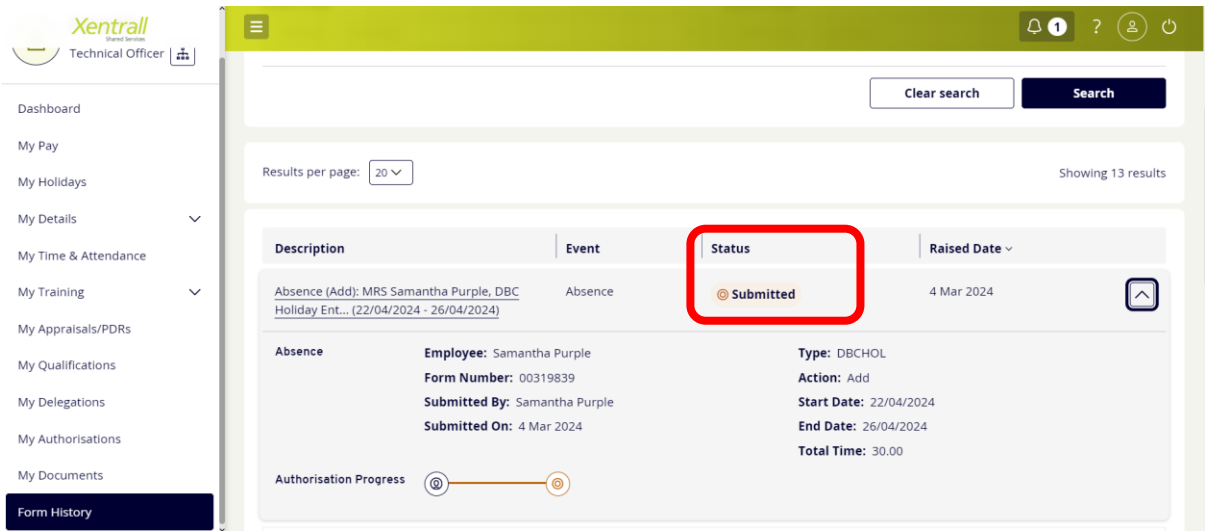 Xentrall
Shared Services
Technical Officer
1
?
Dashboard
My Pay
My Holidays
My Details
My Time & Attendance
My Training
My Appraisals/PDRs
My Qualifications
My Delegations
My Authorisations
My Documents
Form History
Clear search
Search
Results per page: 20
Showing 13 results
Description Event Status Raised Date
Absence (Add): MRS Samantha Purple, DBC
Holiday Ent... (22/04/2024 - 26/04/2024)
Absence
Submitted
4 Mar 2024
Absence
Employee: Samantha Purple
Form Number: 00319839
Submitted By: Samantha Purple
Submitted On: 4 Mar 2024
Type: DBCHOL
Action: Add
Start Date: 22/04/2024
End Date: 26/04/2024
Total Time: 30.00
Authorisation Progress